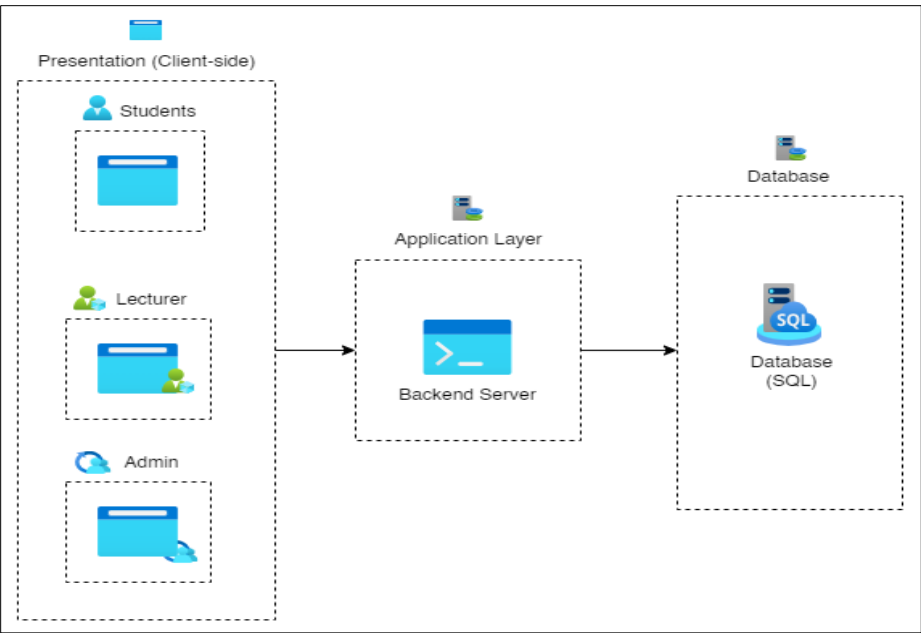 Presentation (Client-side)
Students
Lecturer
Admin
Application Layer
>_
Backend Server
Database
SQL
Database
(SQL)